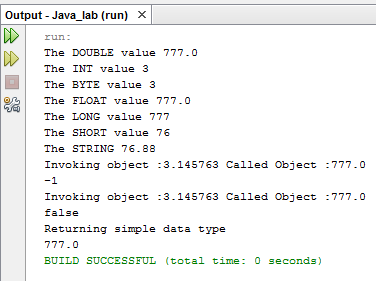 Output - Java_lab (run) ×
run:
The DOUBLE value 777.0
The INT value 3
The BYTE value 3
The FLOAT value 777.0
The LONG value 777
The SHORT value 76
The STRING 76.88
Invoking object :3.145763 Called Object :777.0
-1
Invoking object :3.145763 Called Object :777.0
false
Returning simple data type
777.0
BUILD SUCCESSFUL (total time: 0 seconds)